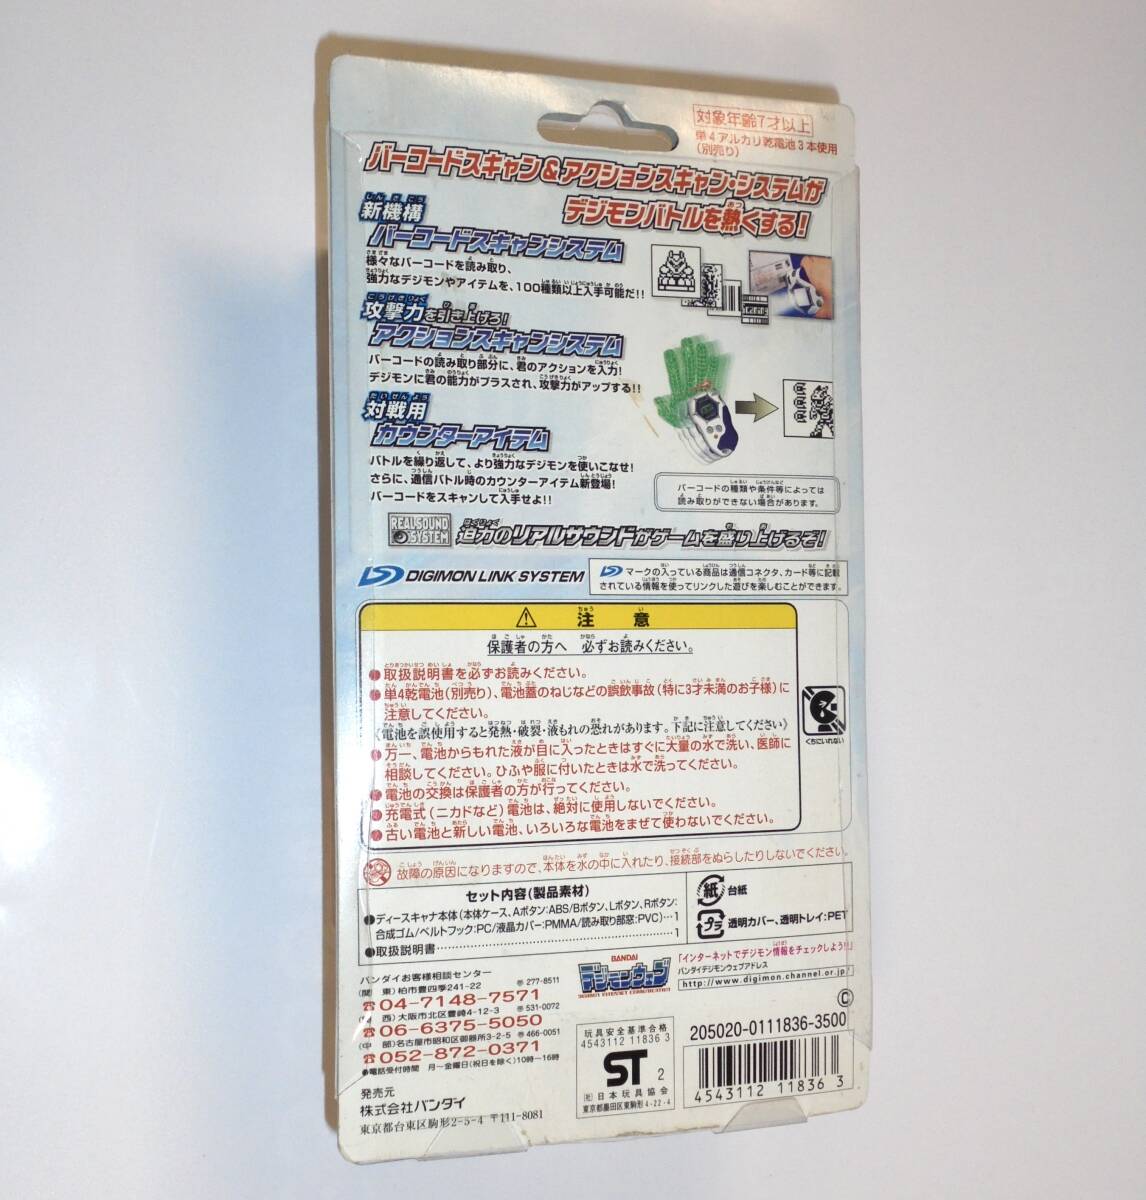 対象年齢7才以上
単4アルカリ乾電池3本使用
(別売り)
バーコードスキャン&アクションスキャン・システムが
デジモンバトルを熱くする!
新機構
バーコードスキャンシステム
様々なバーコードを読み取り、
強力なデジモンやアイテムを、100種類以上入手可能だ!!
攻撃力を引き上げろ!
アクションスキャンシステム
バーコードの読み取り部分に、君のアクションを入力!
デジモンに君の能力がプラスされ、攻撃力がアップする!!
対戦用
カウンターアイテム
バトルを繰り返して、より強力なデジモンを使いこなせ!
さらに、通信バトル時のカウンターアイテム新登場!
バーコードをスキャンして入手せよ!!
バーコードの種類や条件等によっては
読み取りができない場合があります。
REAL SOUND SYSTEM
迫力のリアルサウンドがゲームを盛り上げるぞ!
DIGIMON LINK SYSTEM
マークの入っている商品は通信コネクタ、カード等に記載
されている情報を使ってリンクした遊びを楽しむことができます。
注意
保護者の方へ 必ずお読みください。
●取扱説明書を必ずお読みください。
●単4乾電池(別売り)、電池蓋のねじなどの誤飲事故(特に3才未満のお子様)に
注意してください。
《電池を誤使用すると発熱・破裂・液もれの恐れがあります。下記に注意してください》
●万一、電池からもれた液が目に入ったときはすぐに大量の水で洗い、医師に
相談してください。ひふや服に付いたときは水で洗ってください。
●電池の交換は保護者の方が行ってください。
●充電式(ニカドなど)電池は、絶対に使用しないでください。
●古い電池と新しい電池、いろいろな電池をまぜて使わないでください。
くちにいれない
故障の原因になりますので、本体を水の中に入れたり、接続部をぬらしたりしないでください。
セット内容(製品素材)
●ディースキャナ本体(本体ケース、Aボタン:ABS/Bボタン、Lボタン、Rボタン:
合成ゴム/ベルトフック:PC/液晶カバー:PMMA/読み取り部窓:PVC)…1
●取扱説明書……………………………………1
紙 台紙
プラ 透明カバー、透明トレイ:PET
バンダイお客様相談センター
(関 東)柏市豊四季241-22 〒277-8511
☎04-7148-7571
(関 西)大阪市北区豊崎4-12-3 〒531-0072
☎06-6375-5050
(中 部)名古屋市昭和区御器所3-2-5 〒466-0051
☎052-872-0371
●電話受付時間 月〜金曜日(祝日を除く)10時〜16時
発売元
株式会社バンダイ
東京都台東区駒形2-5-4 〒111-8081
BANDAI
デジモンウェブ
「インターネットでデジモン情報をチェックしよう!!」
バンダイデジモンウェブアドレス
http://www.digimon.channel.or.jp/
玩具安全基準合格
4543112 11836 3
ST 2
(社)日本玩具協会
東京都墨田区東駒形4-22-4
©
205020-0111836-3500
4543112 118363